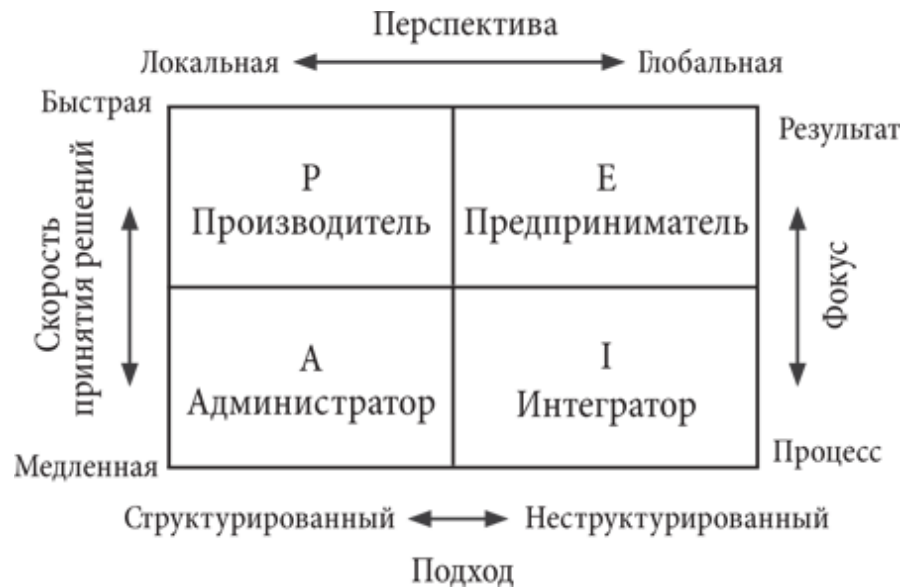 Перспектива
Локальная Глобальная
Быстрая
Результат
P E
Производитель Предприниматель
Скорость
принятия решений
Фокус
A I
Администратор Интегратор
Медленная Процесс
Структурированный Неструктурированный
Подход